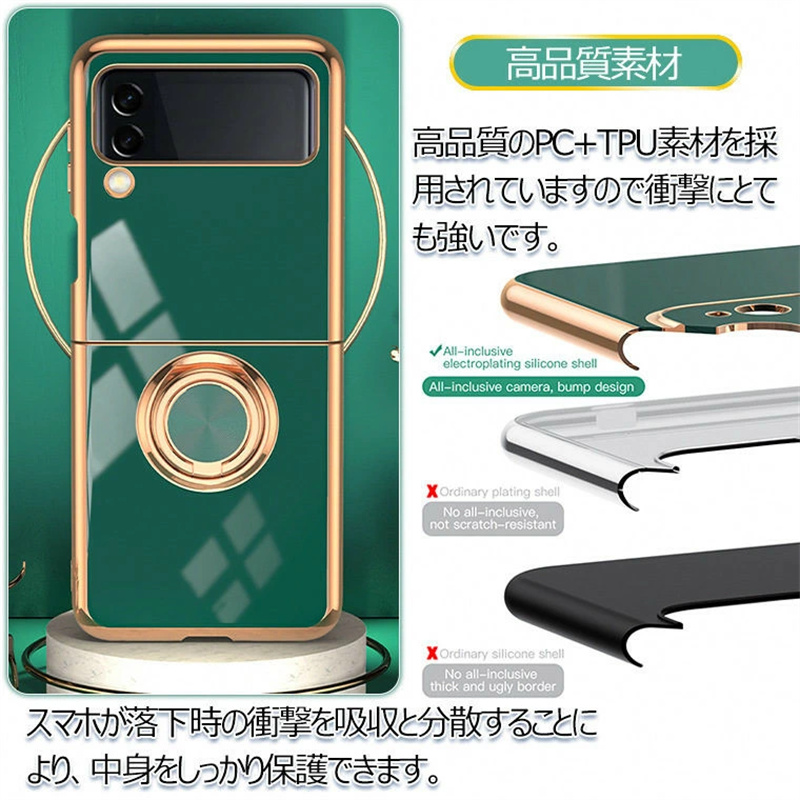 高品質素材
高品質のPC+TPU素材を採
用されていますので衝撃にとて
も強いです。
All-inclusive
electroplating silicone shell
All-inclusive camera, bump design
Ordinary plating shell
No all-inclusive,
not scratch-resistant
Ordinary silicone shell
No all-inclusive
thick and ugly border
スマホが落下時の衝撃を吸収と分散することに
より、中身をしっかり保護できます。